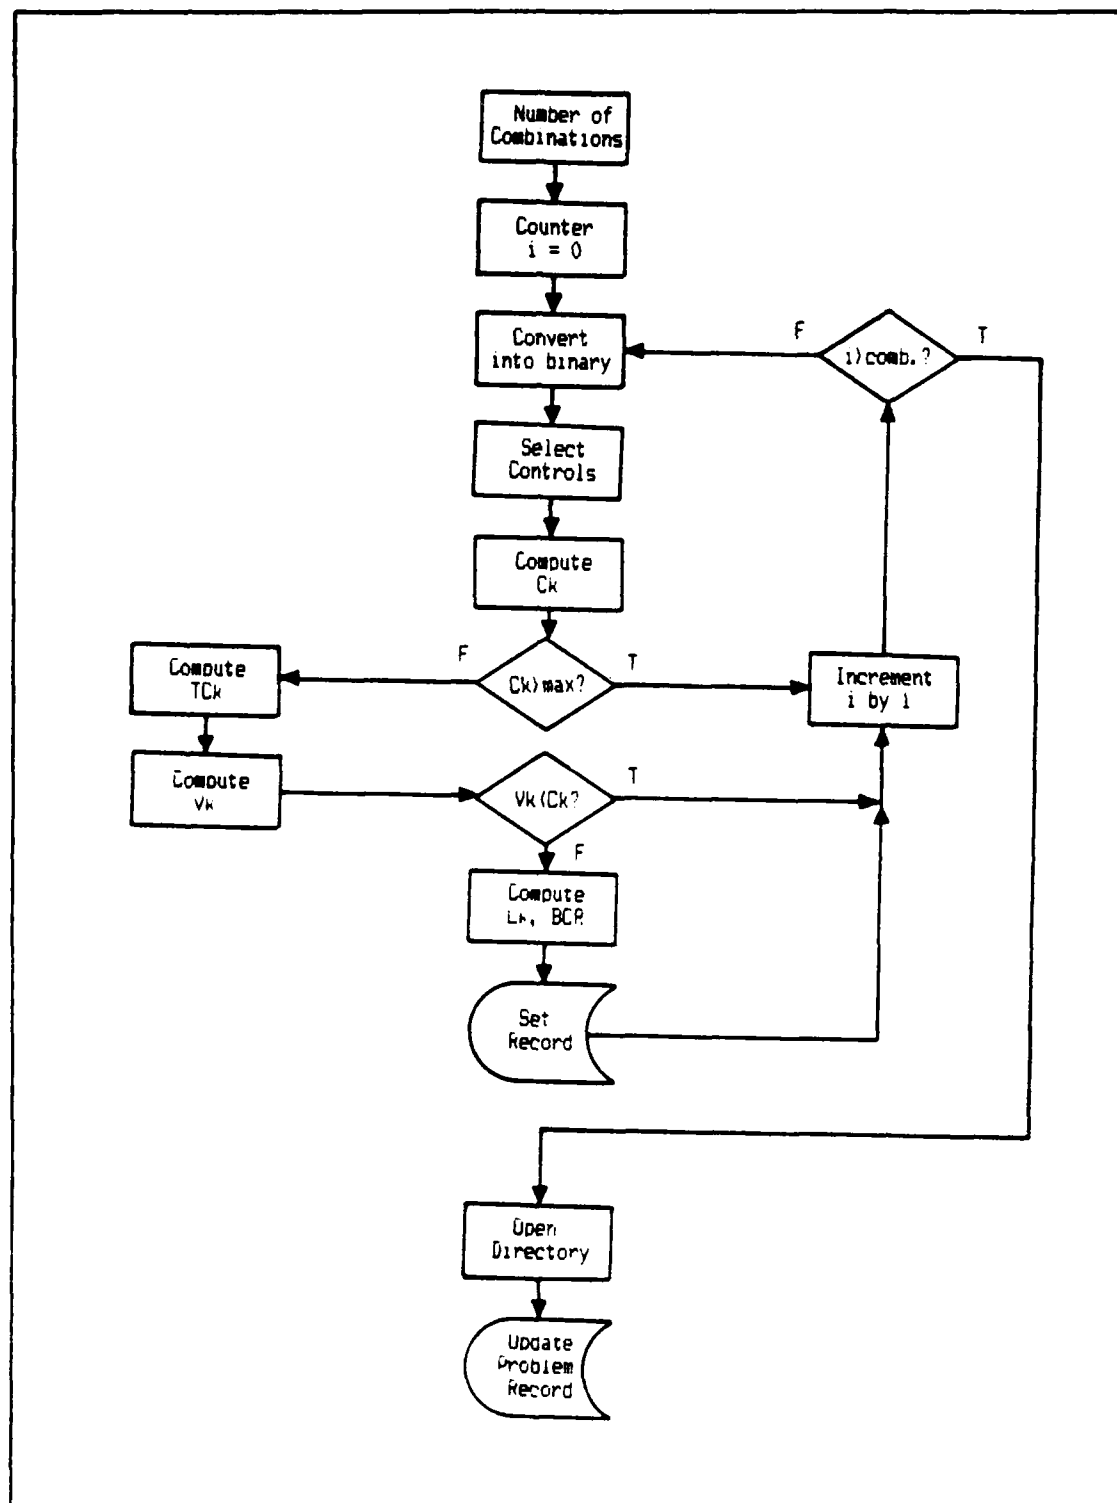 Number of
Combinations
Counter
i = 0
Convert
into binary
F
i>comb.?
T
Select
Controls
Compute
Ck
F
Ck>max?
T
Compute
TCk
Increment
i by 1
Compute
Vk
Vk<Ck?
T
F
Compute
BCR
Set
Record
Open
Directory
Update
Problem
Record